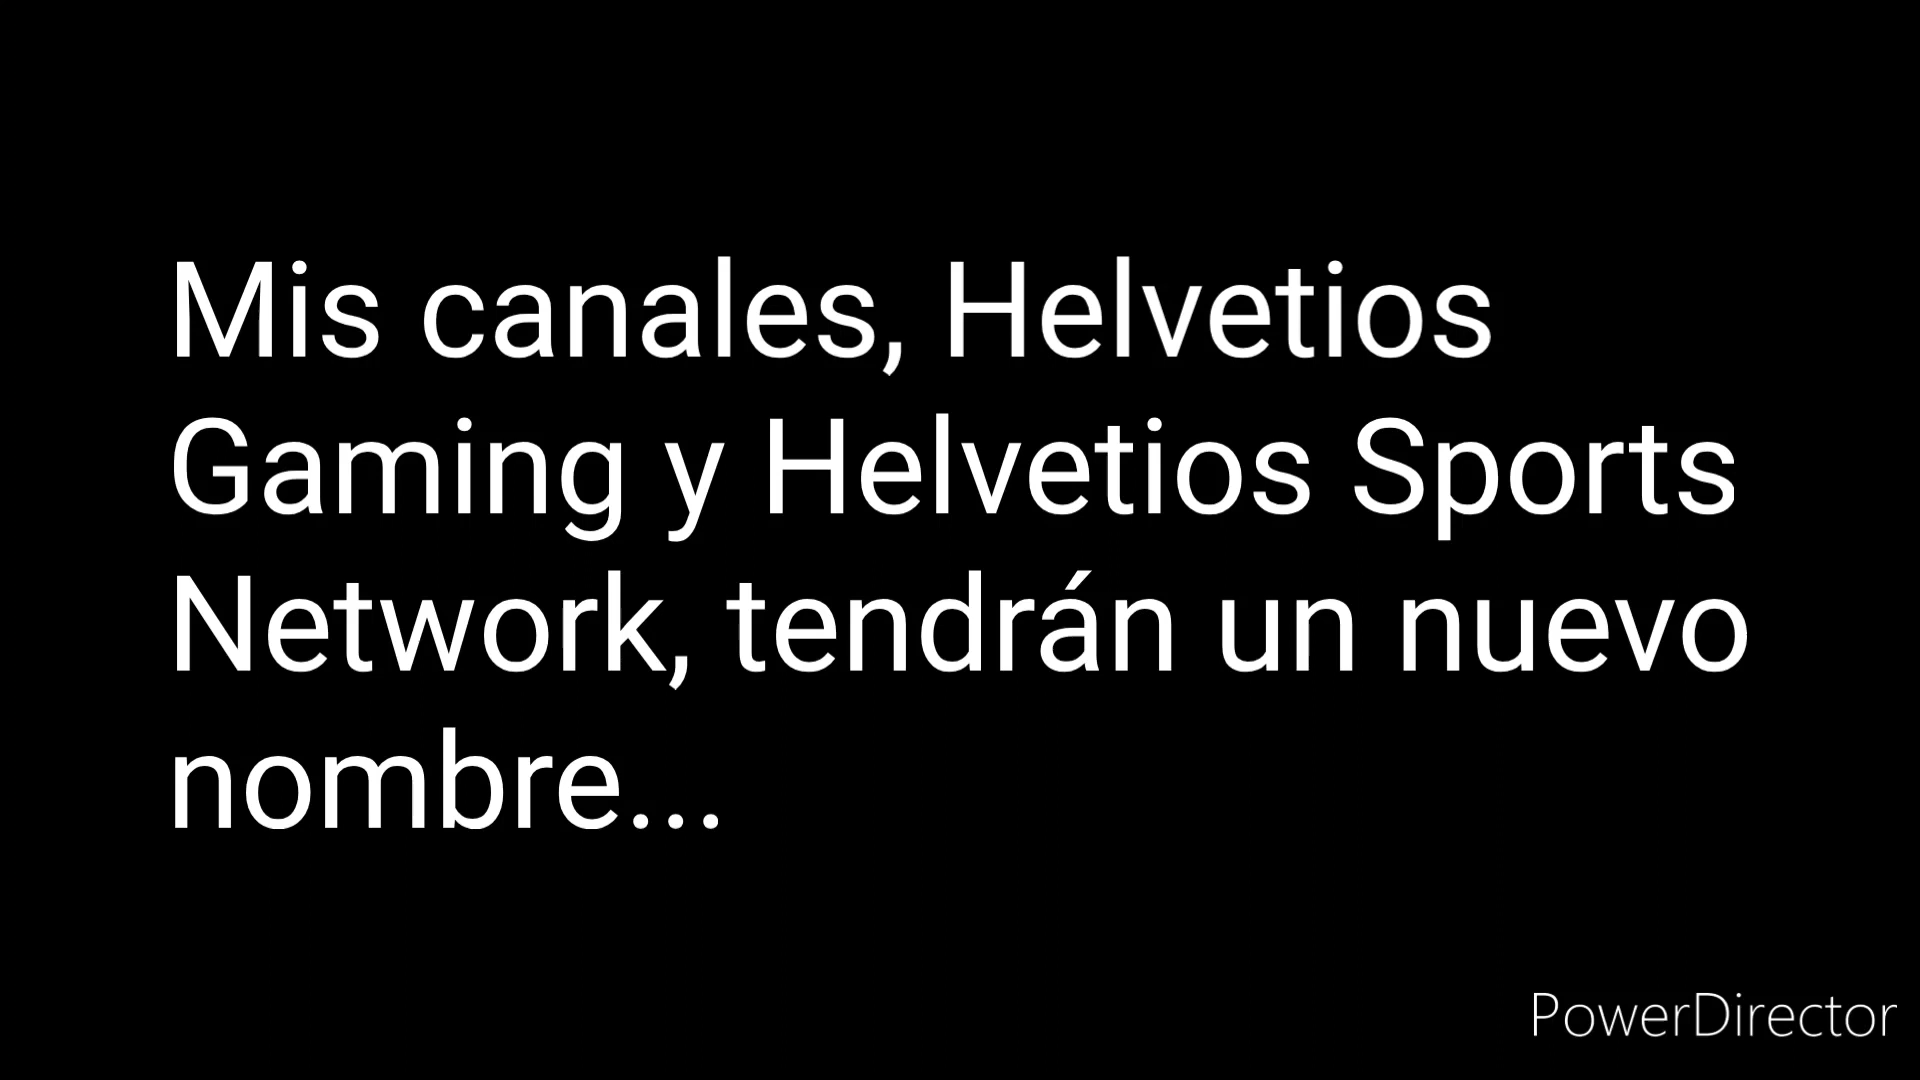 Mis canales, Helvetios
Gaming y Helvetios Sports
Network, tendrán un nuevo
nombre...
PowerDirector